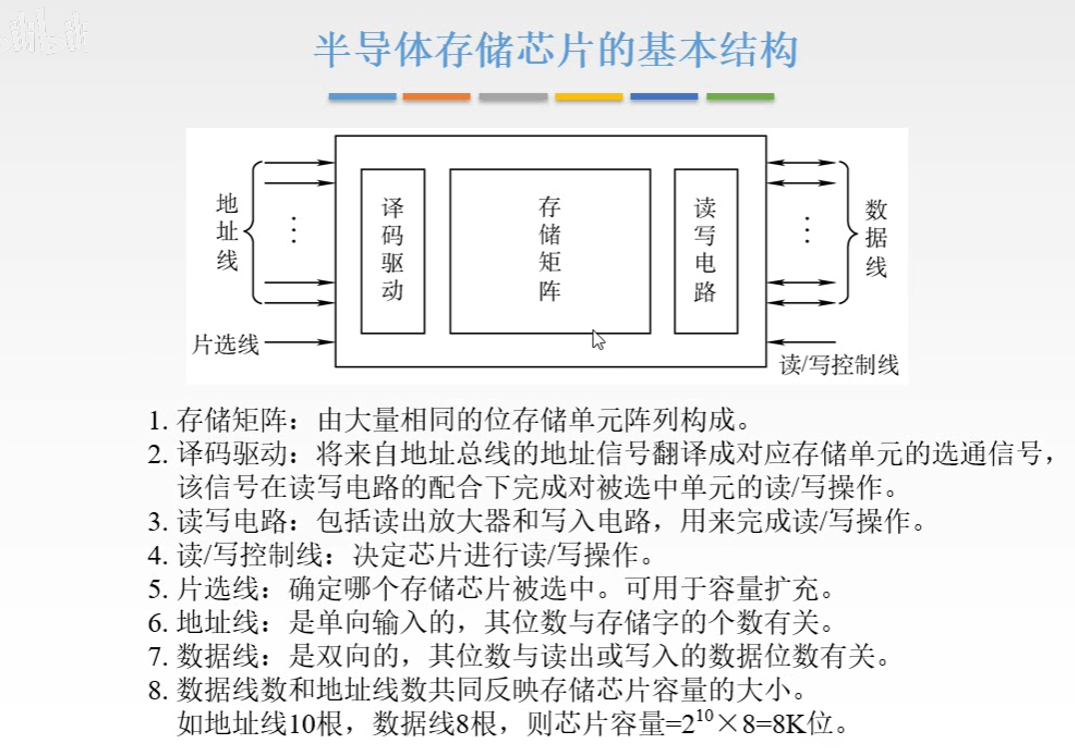 半导体存储芯片的基本结构
地址线
译码驱动
存储矩阵
读写电路
数据线
片选线
读/写控制线
1. 存储矩阵：由大量相同的位存储单元阵列构成。
2. 译码驱动：将来自地址总线的地址信号翻译成对应存储单元的选通信号，
该信号在读写电路的配合下完成对被选中单元的读/写操作。
3. 读写电路：包括读出放大器和写入电路，用来完成读/写操作。
4. 读/写控制线：决定芯片进行读/写操作。
5. 片选线：确定哪个存储芯片被选中。可用于容量扩充。
6. 地址线：是单向输入的，其位数与存储字的个数有关。
7. 数据线：是双向的，其位数与读出或写入的数据位数有关。
8. 数据线数和地址线数共同反映存储芯片容量的大小。
如地址线10根，数据线8根，则芯片容量=2¹⁰×8=8K位。